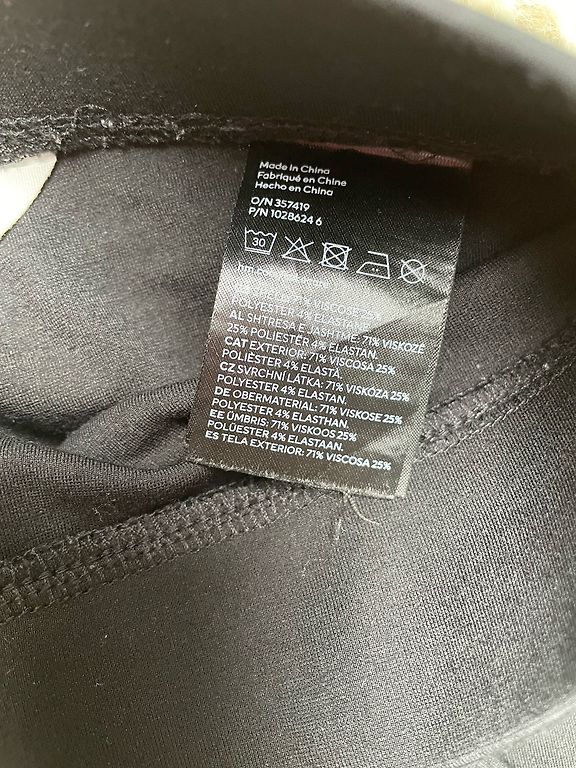 Made in China
Fabriqué en Chine
Hecho en China
O/N 357419
P/N 1028624 6
30
POLYESTER 4% ELASTAN.
AL SHTRESA E JASHTME: 71% VISKOZË
25% POLIESTËR 4% ELASTAN.
CAT EXTERIOR: 71% VISCOSA 25%
POLIÈSTER 4% ELASTÀ.
CZ SVRCHNÍ LÁTKA: 71% VISKÓZA 25%
POLYESTER 4% ELASTAN.
DE OBERMATERIAL: 71% VISKOSE 25%
POLYESTER 4% ELASTHAN.
EE ÜMBRIS: 71% VISKOOS 25%
POLÜESTER 4% ELASTAAN.
ES TELA EXTERIOR: 71% VISCOSA 25%